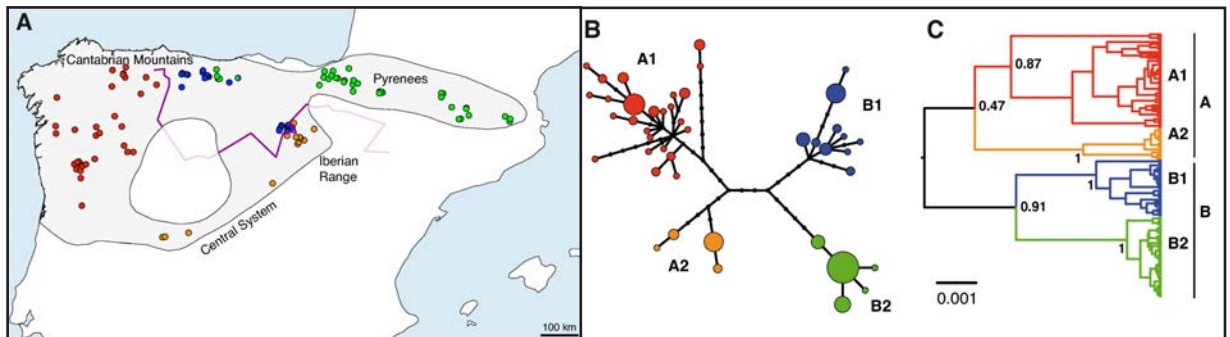 A
Cantabrian Mountains
Pyrenees
Iberian
Range
Central System
100 km
B
A1
B1
A2
B2
C
0.87
0.47
1
1
0.91
1
0.001
A1
A2
B1
B2
A
B